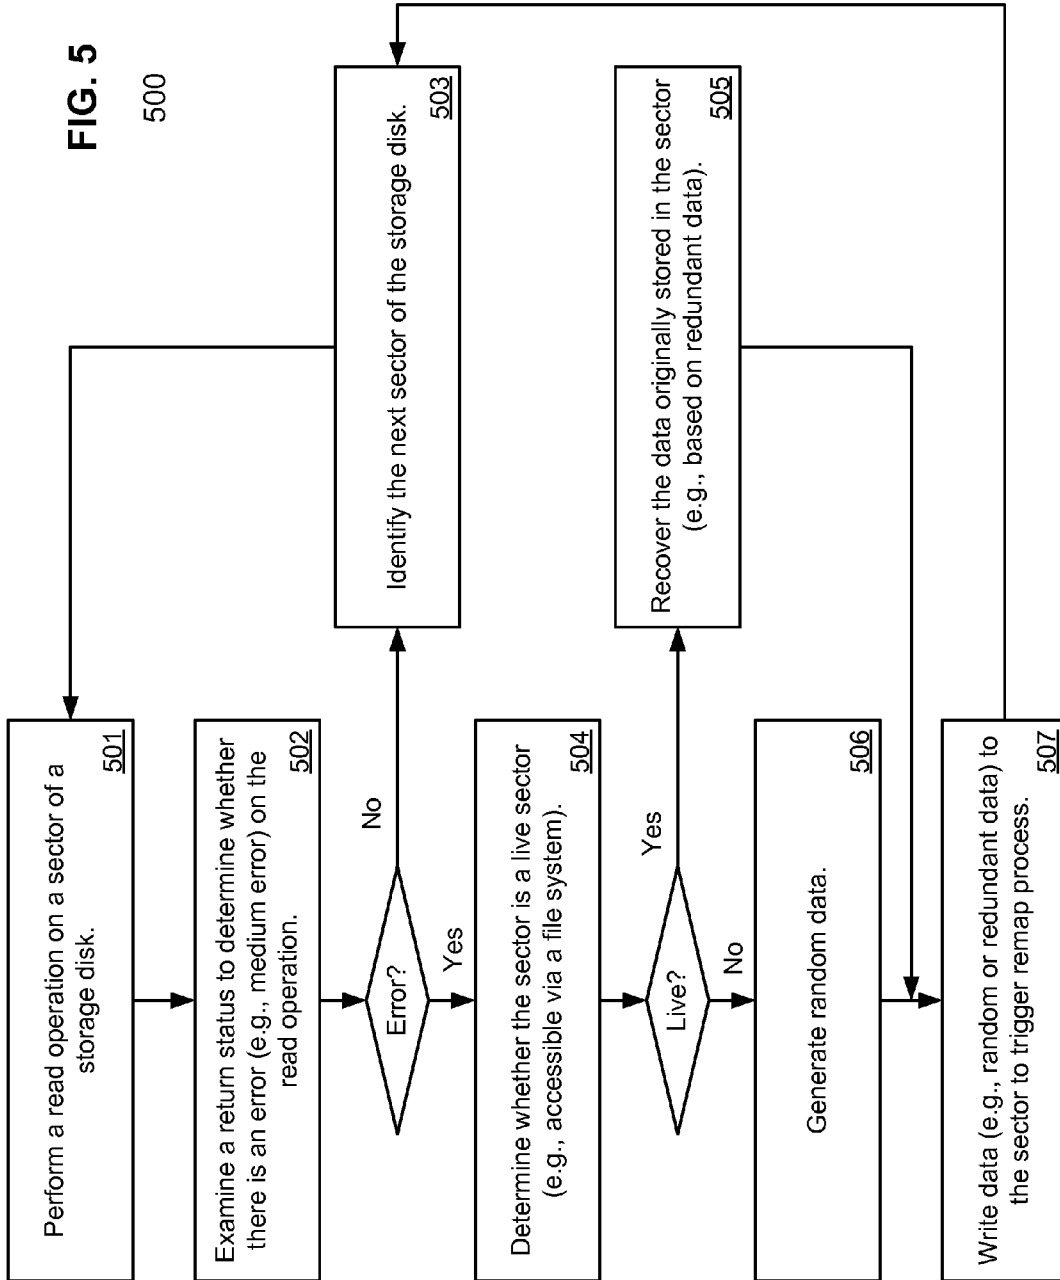 FIG. 5
500
Perform a read operation on a sector of a
storage disk.
501
Examine a return status to determine whether
there is an error (e.g., medium error) on the
read operation.
502
Error?
No
Yes
Identify the next sector of the storage disk.
503
Determine whether the sector is a live sector
(e.g., accessible via a file system).
504
Live?
Yes
No
Recover the data originally stored in the sector
(e.g., based on redundant data).
505
Generate random data.
506
Write data (e.g., random or redundant data) to
the sector to trigger remap process.
507